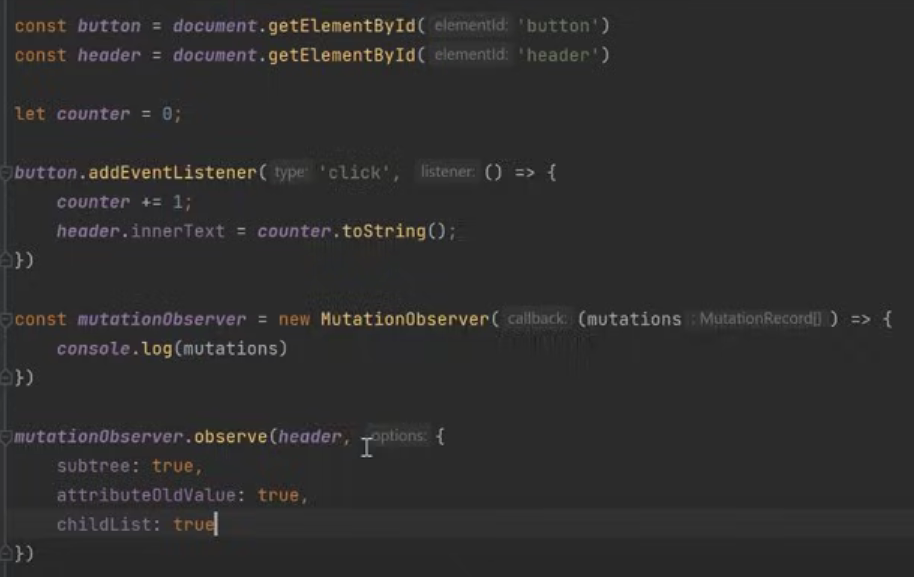 const button = document.getElementById( elementId: 'button')
const header = document.getElementById( elementId: 'header')
let counter = 0;
button.addEventListener( type: 'click', listener: () => {
counter += 1;
header.innerText = counter.toString();
})
const mutationObserver = new MutationObserver( callback: (mutations : MutationRecord[] ) => {
console.log(mutations)
})
mutationObserver.observe(header, options: {
subtree: true,
attributeOldValue: true,
childList: true
})